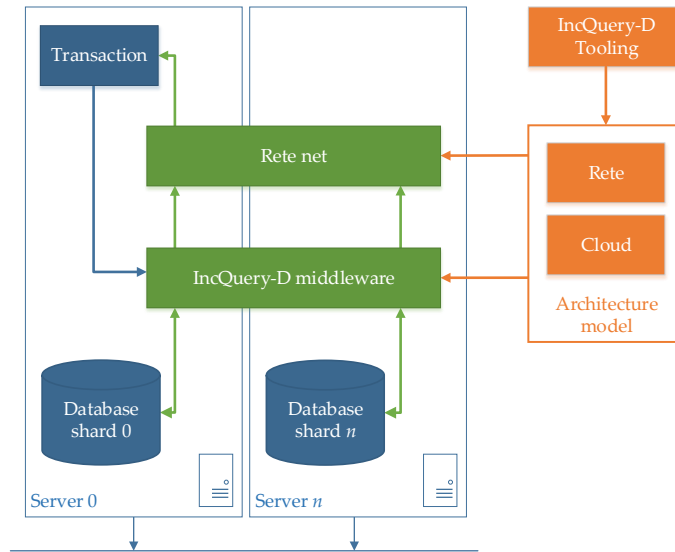 Transaction
IncQuery-D
Tooling
Rete net
Rete
Cloud
IncQuery-D middleware
Architecture
model
Database
shard 0
Database
shard n
Server 0
Server n